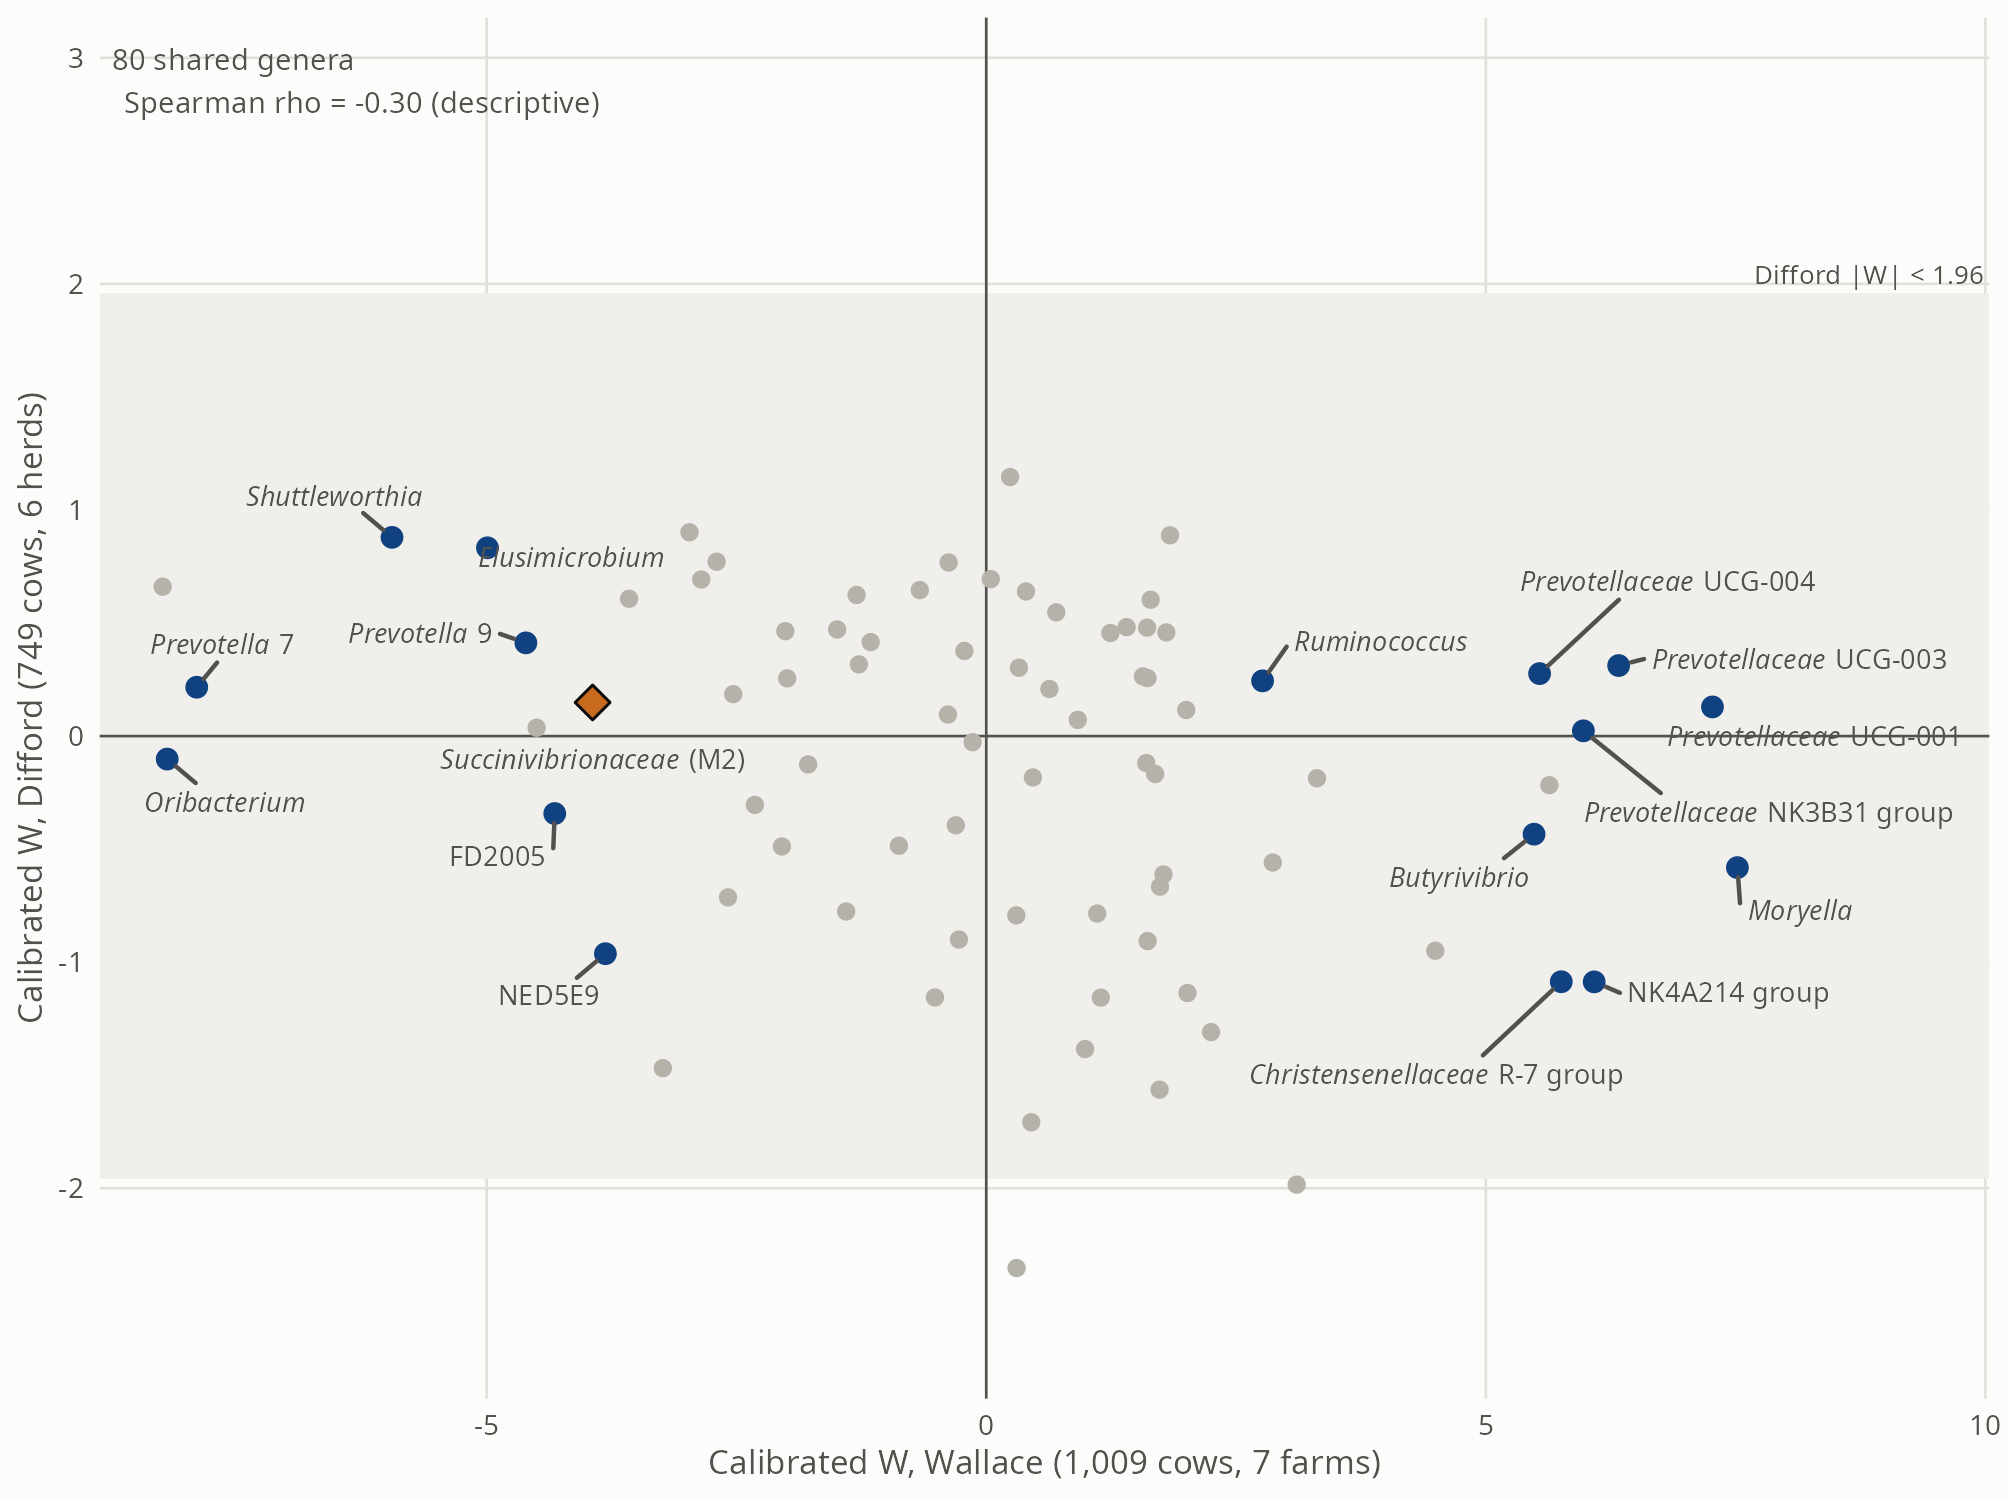 3
80 shared genera
Spearman rho = -0.30 (descriptive)
2
Difford |W| < 1.96
Shuttleworthia
1
Elusimicrobium
Prevotellaceae UCG-004
Prevotella 7
Prevotella 9
Ruminococcus
Prevotellaceae UCG-003
0
Prevotellaceae UCG-001
Succinivibrionaceae (M2)
Oribacterium
Prevotellaceae NK3B31 group
FD2005
Butyrivibrio
Moryella
-1
NED5E9
NK4A214 group
Christensenellaceae R-7 group
-2
-5
0
5
10
Calibrated W, Wallace (1,009 cows, 7 farms)
Calibrated W, Difford (749 cows, 6 herds)